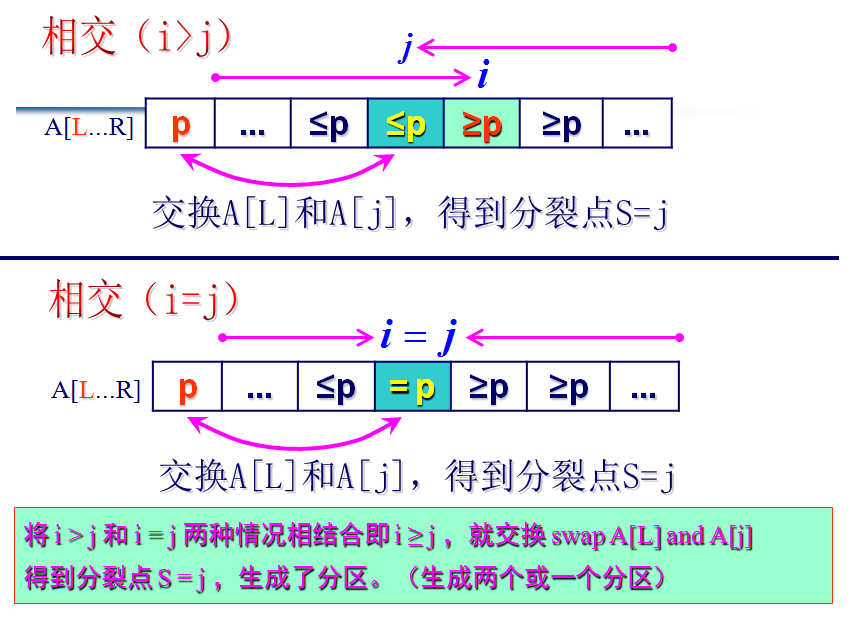 相交（i>j）
j
i
A[L...R] p ... ≤p ≤p ≥p ≥p ...
交换A[L]和A[j]，得到分裂点S=j
相交（i=j）
i = j
A[L...R] p ... ≤p = p ≥p ≥p ...
交换A[L]和A[j]，得到分裂点S=j
将 i > j 和 i = j 两种情况相结合即 i ≥ j ，就交换 swap A[L] and A[j]
得到分裂点 S = j ，生成了分区。（生成两个或一个分区）